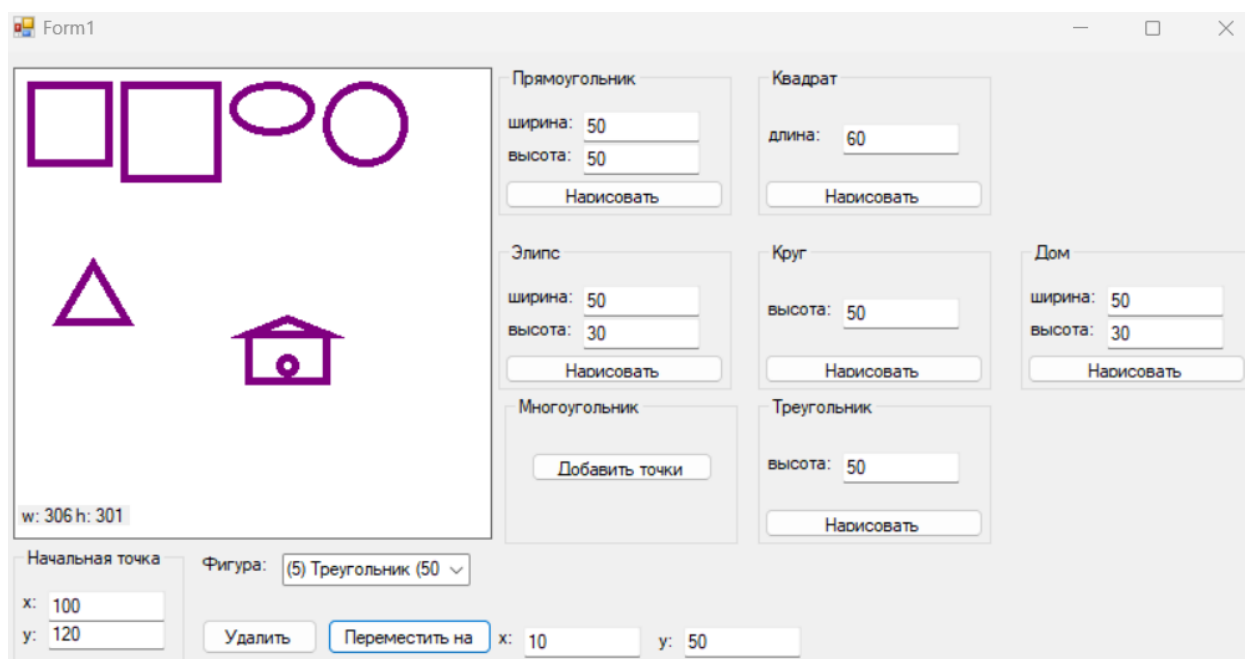 Form1
Прямоугольник
ширина: 50
высота: 50
Нарисовать
Квадрат
длина: 60
Нарисовать
Элипс
ширина: 50
высота: 30
Нарисовать
Круг
высота: 50
Нарисовать
Дом
ширина: 50
высота: 30
Нарисовать
Многоугольник
Добавить точки
Треугольник
высота: 50
Нарисовать
w: 306 h: 301
Начальная точка
x: 100
y: 120
Фигура: (5) Треугольник (50
Удалить Переместить на x: 10 y: 50